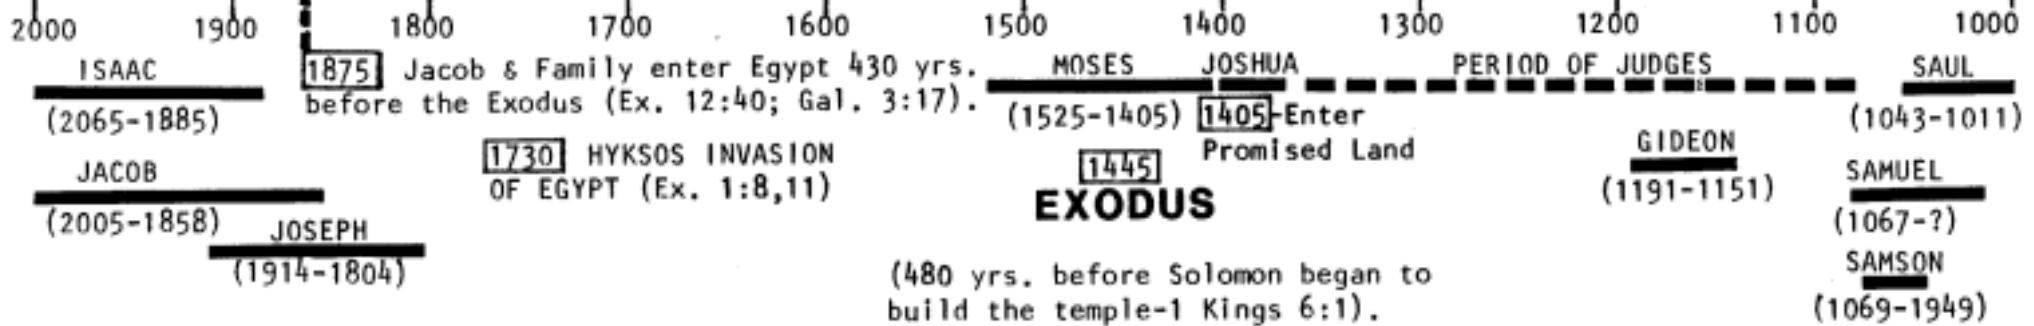 2000 1900 1800 1700 1600 1500 1400 1300 1200 1100 1000
ISAAC
(2065-1885)
JACOB
(2005-1858)
JOSEPH
(1914-1804)
1875 Jacob & Family enter Egypt 430 yrs.
before the Exodus (Ex. 12:40; Gal. 3:17).
1730 HYKSOS INVASION
OF EGYPT (Ex. 1:8,11)
MOSES
(1525-1405)
JOSHUA
1405-Enter
Promised Land
1445
EXODUS
(480 yrs. before Solomon began to
build the temple-1 Kings 6:1).
PERIOD OF JUDGES
GIDEON
(1191-1151)
SAUL
(1043-1011)
SAMUEL
(1067-?)
SAMSON
(1069-1949)